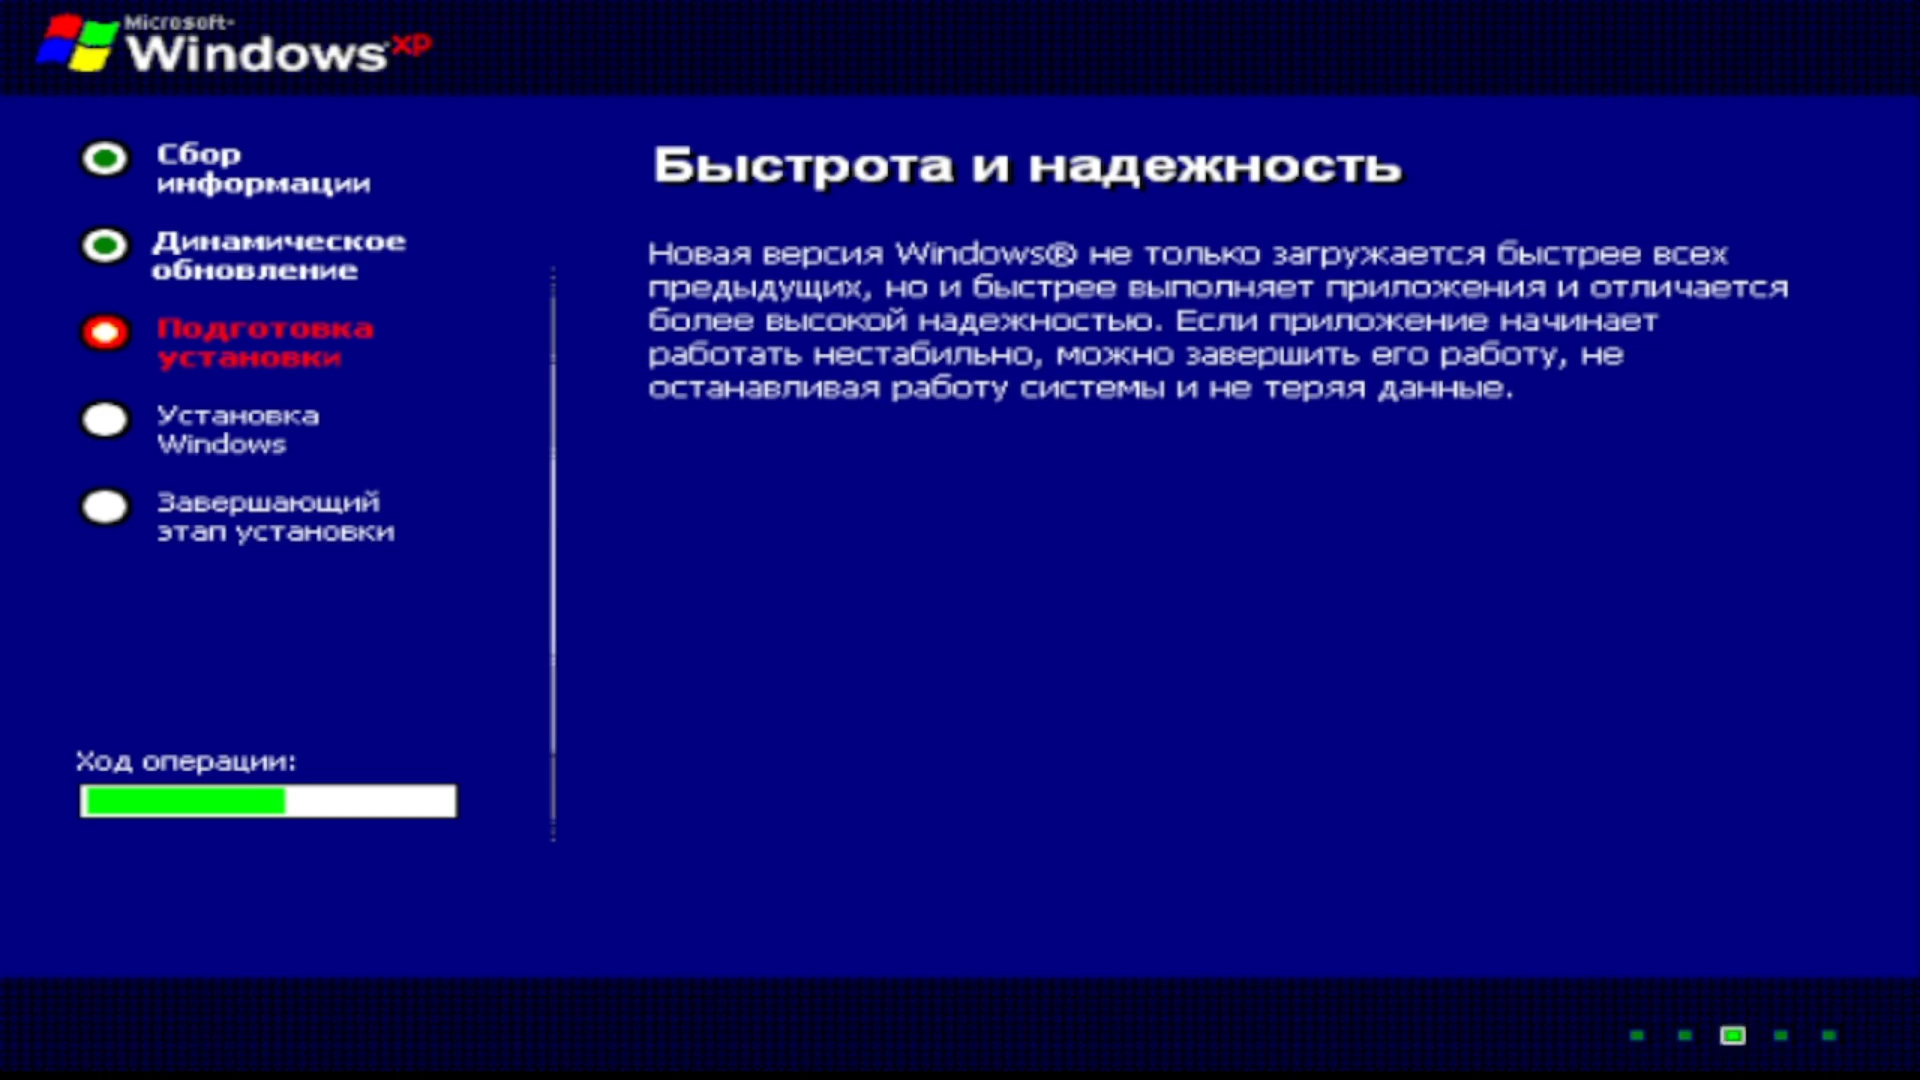 Microsoft
Windows XP
Сбор
информации
Динамическое
обновление
Подготовка
установки
Установка
Windows
Завершающий
этап установки
Ход операции:
Быстрота и надежность
Новая версия Windows® не только загружается быстрее всех
предыдущих, но и быстрее выполняет приложения и отличается
более высокой надежностью. Если приложение начинает
работать нестабильно, можно завершить его работу, не
останавливая работу системы и не теряя данные.